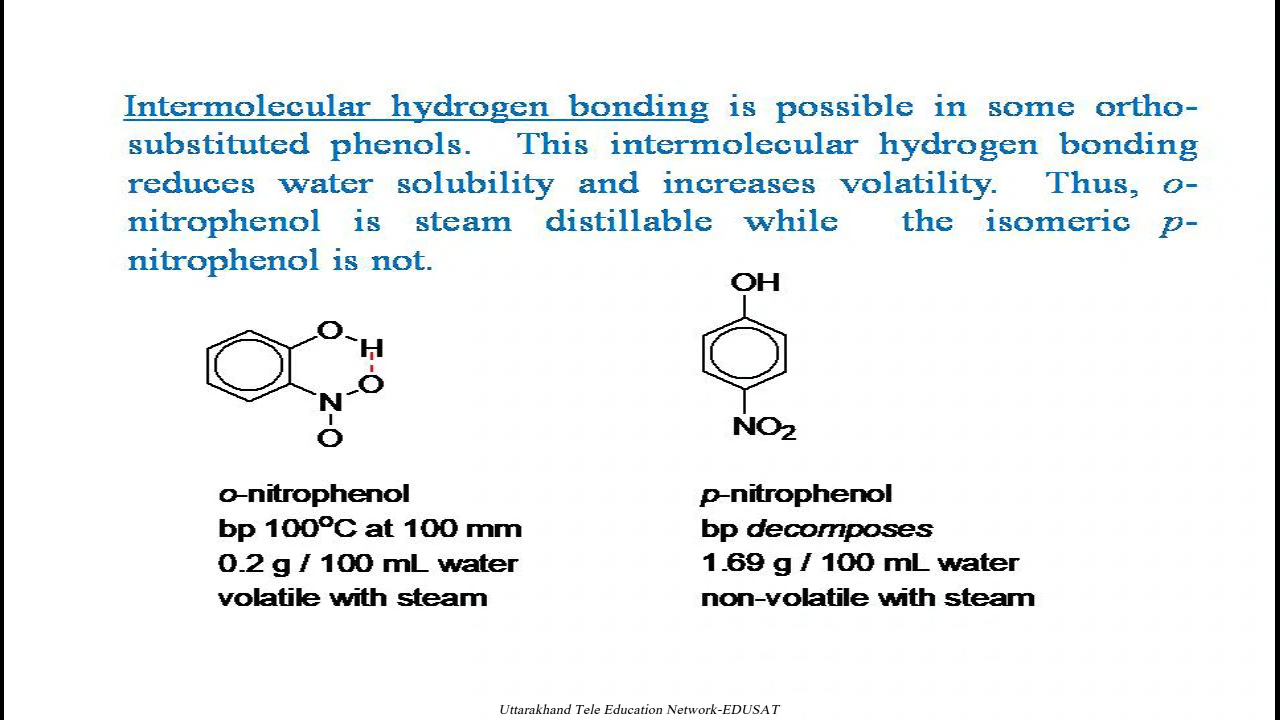 Intermolecular hydrogen bonding is possible in some ortho-
substituted phenols. This intermolecular hydrogen bonding
reduces water solubility and increases volatility. Thus, o-
nitrophenol is steam distillable while the isomeric p-
nitrophenol is not.
O
H
O
N
O
OH
NO₂
o-nitrophenol
bp 100°C at 100 mm
0.2 g / 100 mL water
volatile with steam
p-nitrophenol
bp decomposes
1.69 g / 100 mL water
non-volatile with steam
Uttarakhand Tele Education Network-EDUSAT